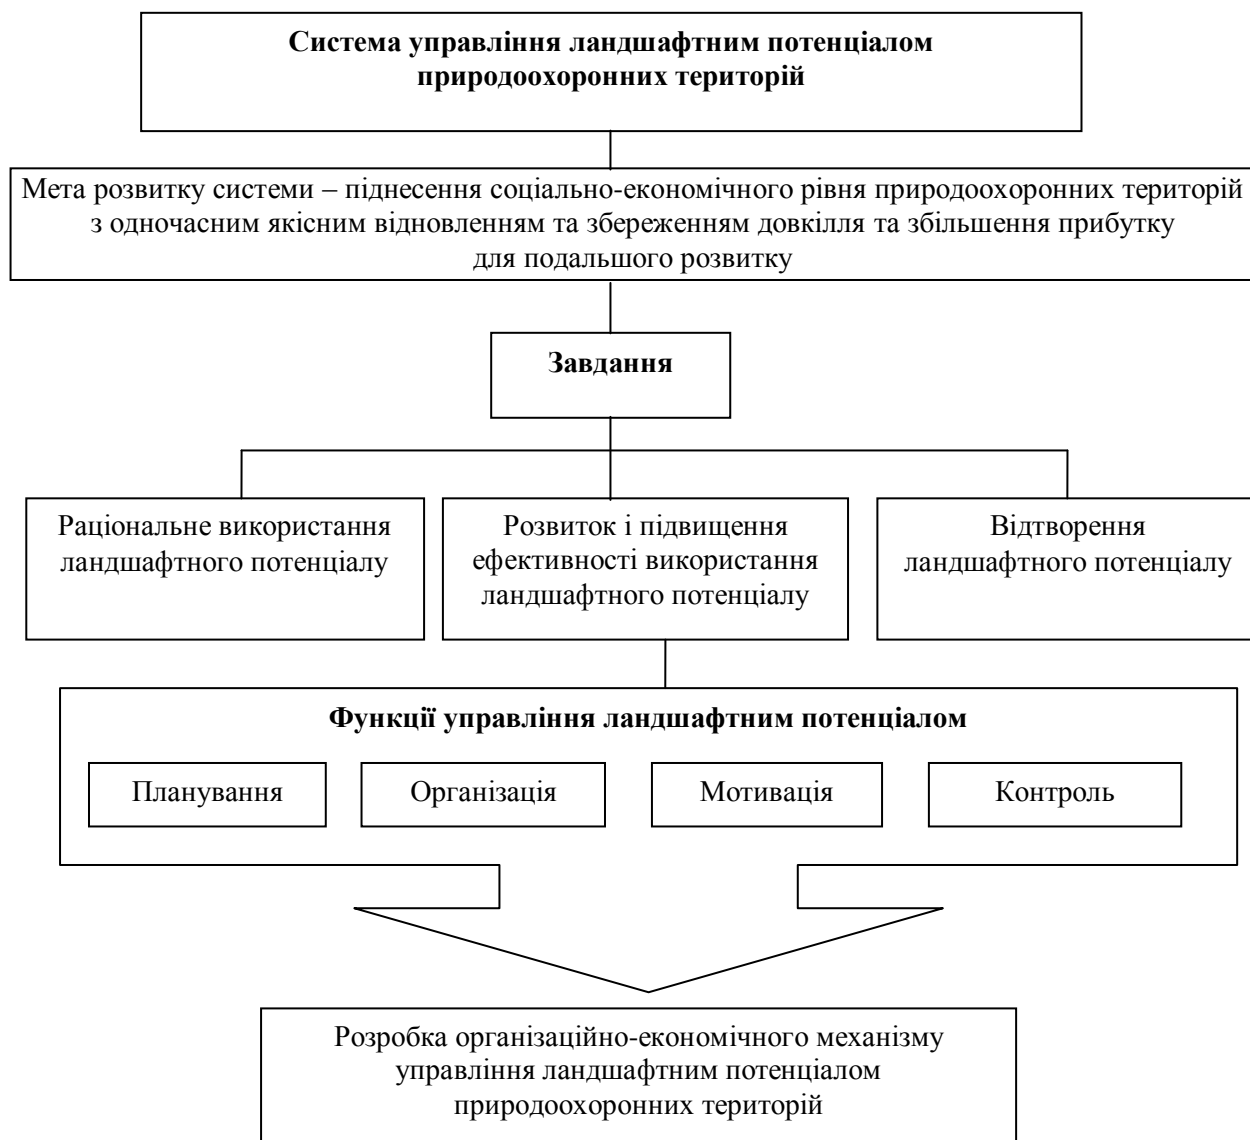 Система управління ландшафтним потенціалом
природоохоронних територій
Мета розвитку системи – піднесення соціально-економічного рівня природоохоронних територій
з одночасним якісним відновленням та збереженням довкілля та збільшення прибутку
для подальшого розвитку
Завдання
Раціональне використання
ландшафтного потенціалу
Розвиток і підвищення
ефективності використання
ландшафтного потенціалу
Відтворення
ландшафтного потенціалу
Функції управління ландшафтним потенціалом
Планування
Організація
Мотивація
Контроль
Розробка організаційно-економічного механізму
управління ландшафтним потенціалом
природоохоронних територій